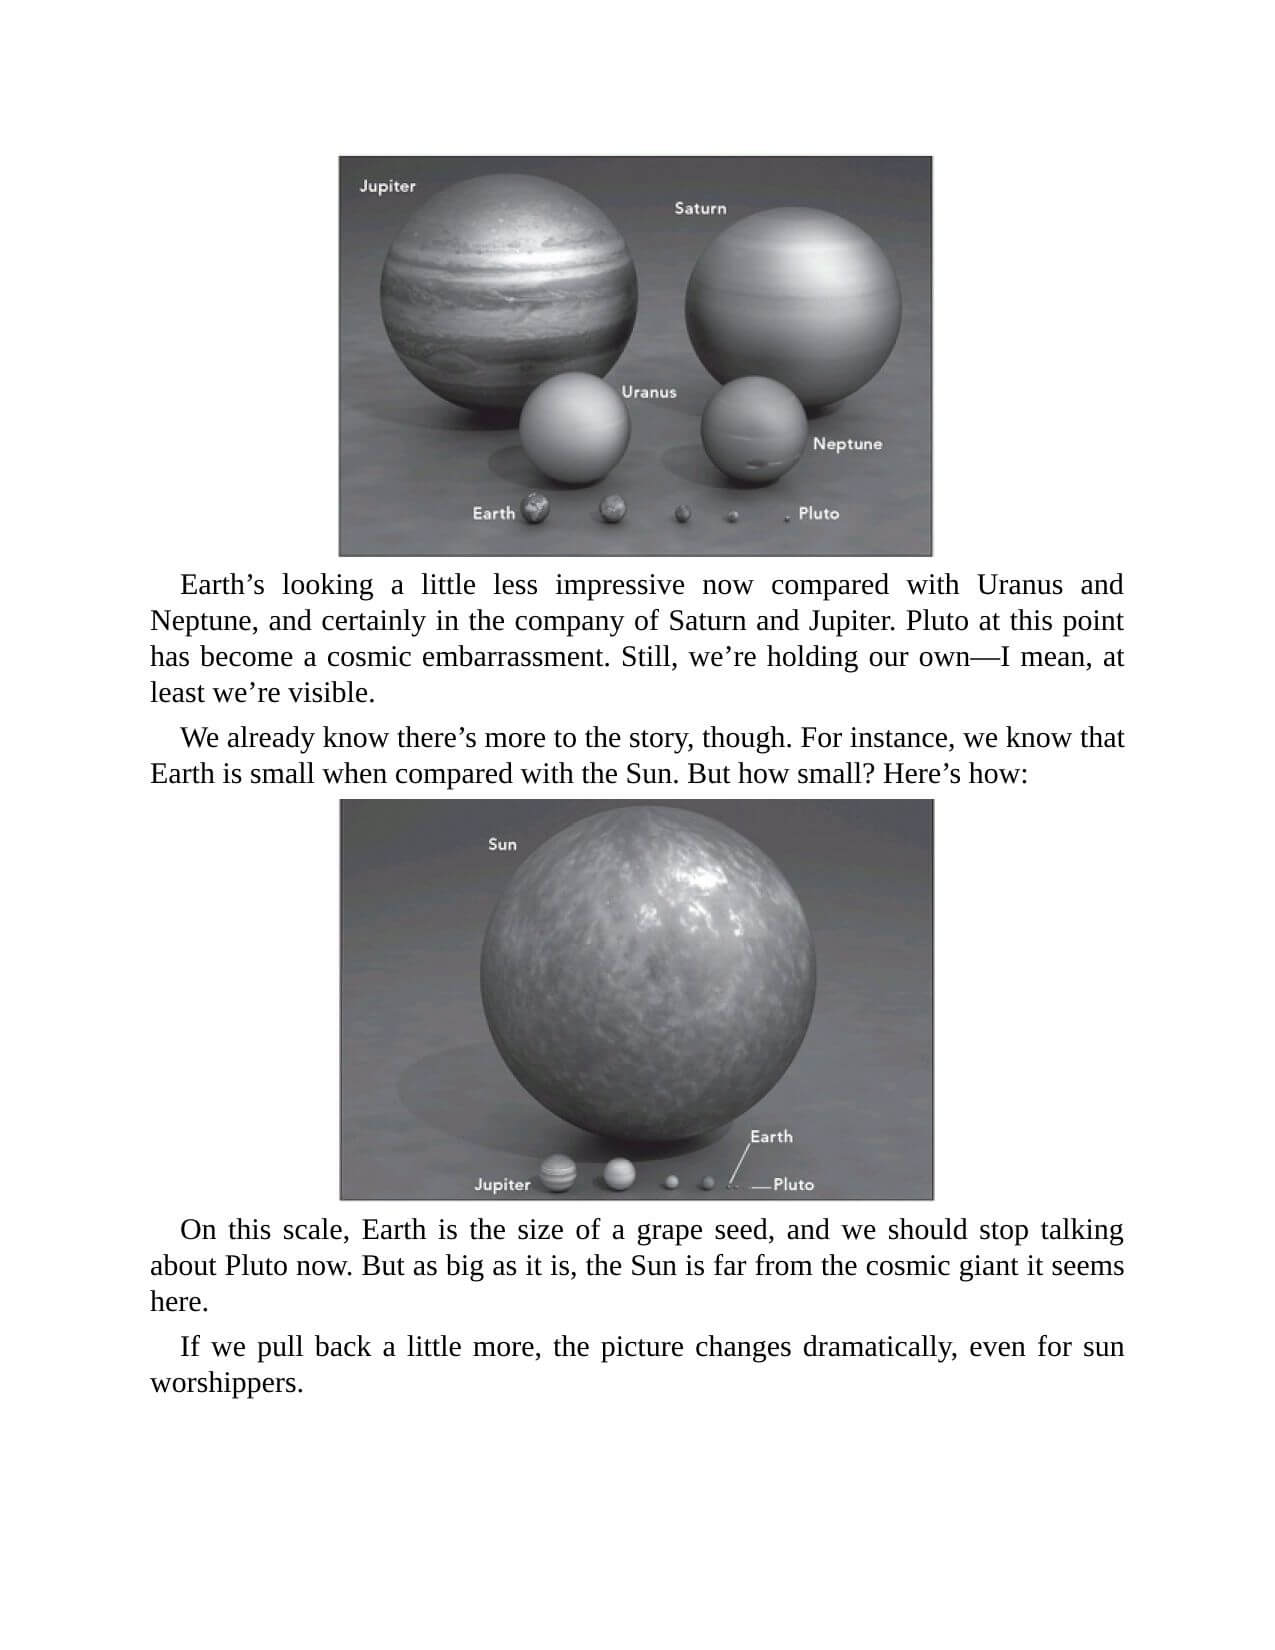 Jupiter
Saturn
Uranus
Neptune
Earth
Pluto
Earth’s looking a little less impressive now compared with Uranus and
Neptune, and certainly in the company of Saturn and Jupiter. Pluto at this point
has become a cosmic embarrassment. Still, we’re holding our own—I mean, at
least we’re visible.
We already know there’s more to the story, though. For instance, we know that
Earth is small when compared with the Sun. But how small? Here’s how:
Sun
Earth
Jupiter
Pluto
On this scale, Earth is the size of a grape seed, and we should stop talking
about Pluto now. But as big as it is, the Sun is far from the cosmic giant it seems
here.
If we pull back a little more, the picture changes dramatically, even for sun
worshippers.